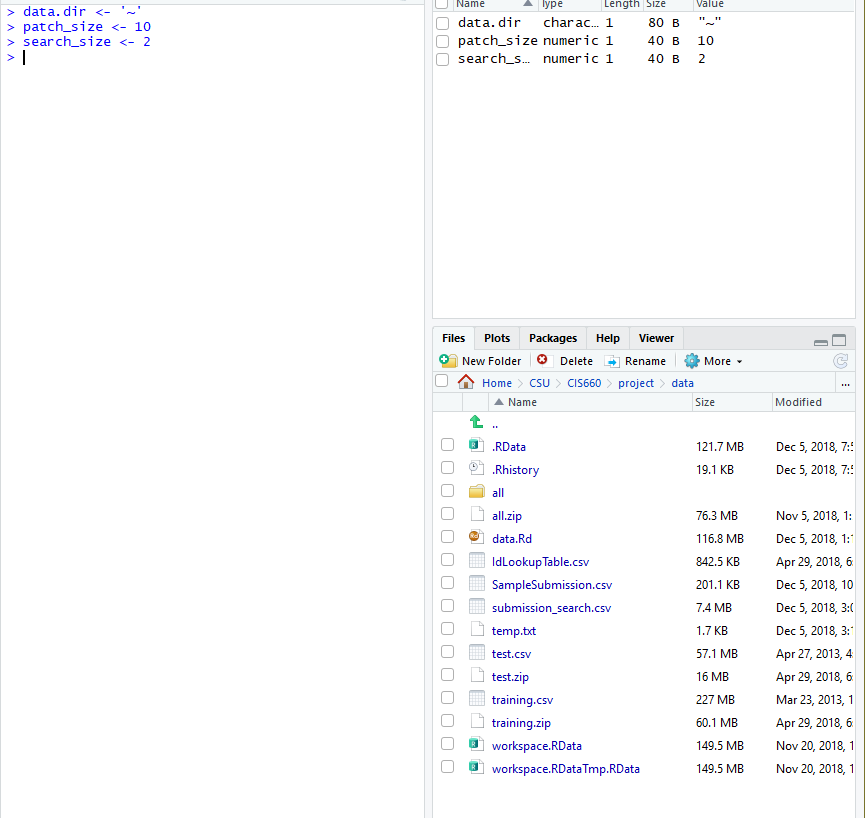 > data.dir <- '~'
> patch_size <- 10
> search_size <- 2
>
Name Type Length Size Value
data.dir charac... 1 80 B "~"
patch_size numeric 1 40 B 10
search_s... numeric 1 40 B 2
Files Plots Packages Help Viewer
New Folder Delete Rename More
Home > CSU > CIS660 > project > data ...
Name Size Modified
..
.RData 121.7 MB Dec 5, 2018, 7:5
.Rhistory 19.1 KB Dec 5, 2018, 7:5
all
all.zip 76.3 MB Nov 5, 2018, 1:
data.Rd 116.8 MB Dec 5, 2018, 1:1
IdLookupTable.csv 842.5 KB Apr 29, 2018, 6:
SampleSubmission.csv 201.1 KB Dec 5, 2018, 10
submission_search.csv 7.4 MB Dec 5, 2018, 3:0
temp.txt 1.7 KB Dec 5, 2018, 3:1
test.csv 57.1 MB Apr 27, 2013, 4:
test.zip 16 MB Apr 29, 2018, 6:
training.csv 227 MB Mar 23, 2013, 1
training.zip 60.1 MB Apr 29, 2018, 6:
workspace.RData 149.5 MB Nov 20, 2018, 1
workspace.RDataTmp.RData 149.5 MB Nov 20, 2018, 1